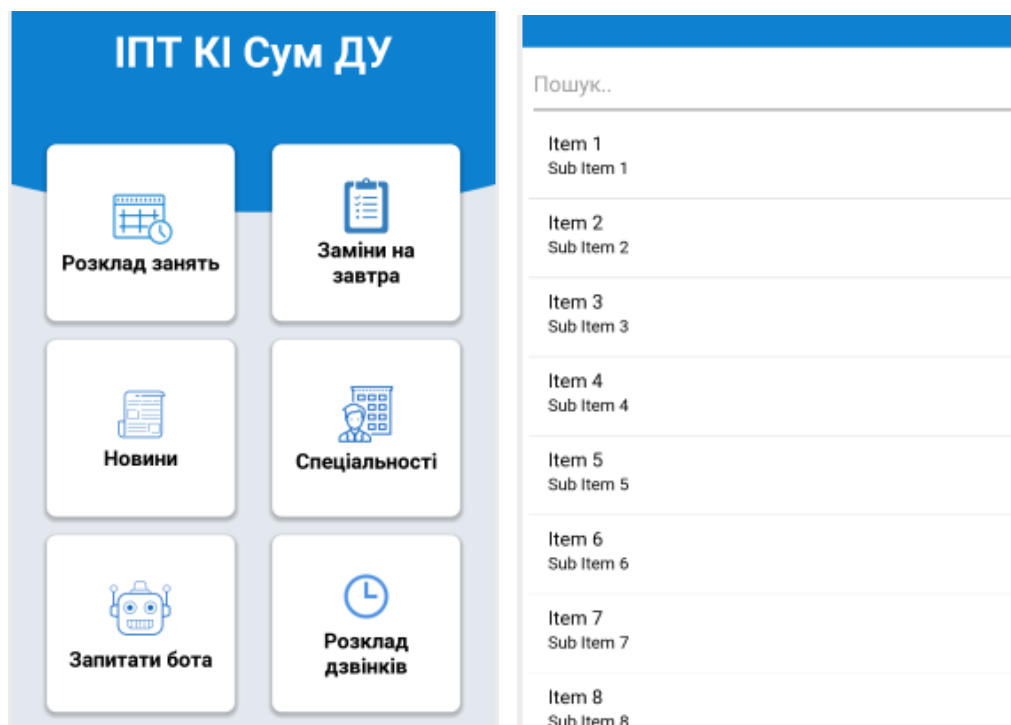 ІПТ КІ Сум ДУ
Розклад занять
Заміни на
завтра
Новини
Спеціальності
Запитати бота
Розклад
дзвінків
Пошук..
Item 1
Sub Item 1
Item 2
Sub Item 2
Item 3
Sub Item 3
Item 4
Sub Item 4
Item 5
Sub Item 5
Item 6
Sub Item 6
Item 7
Sub Item 7
Item 8
Sub Item 8